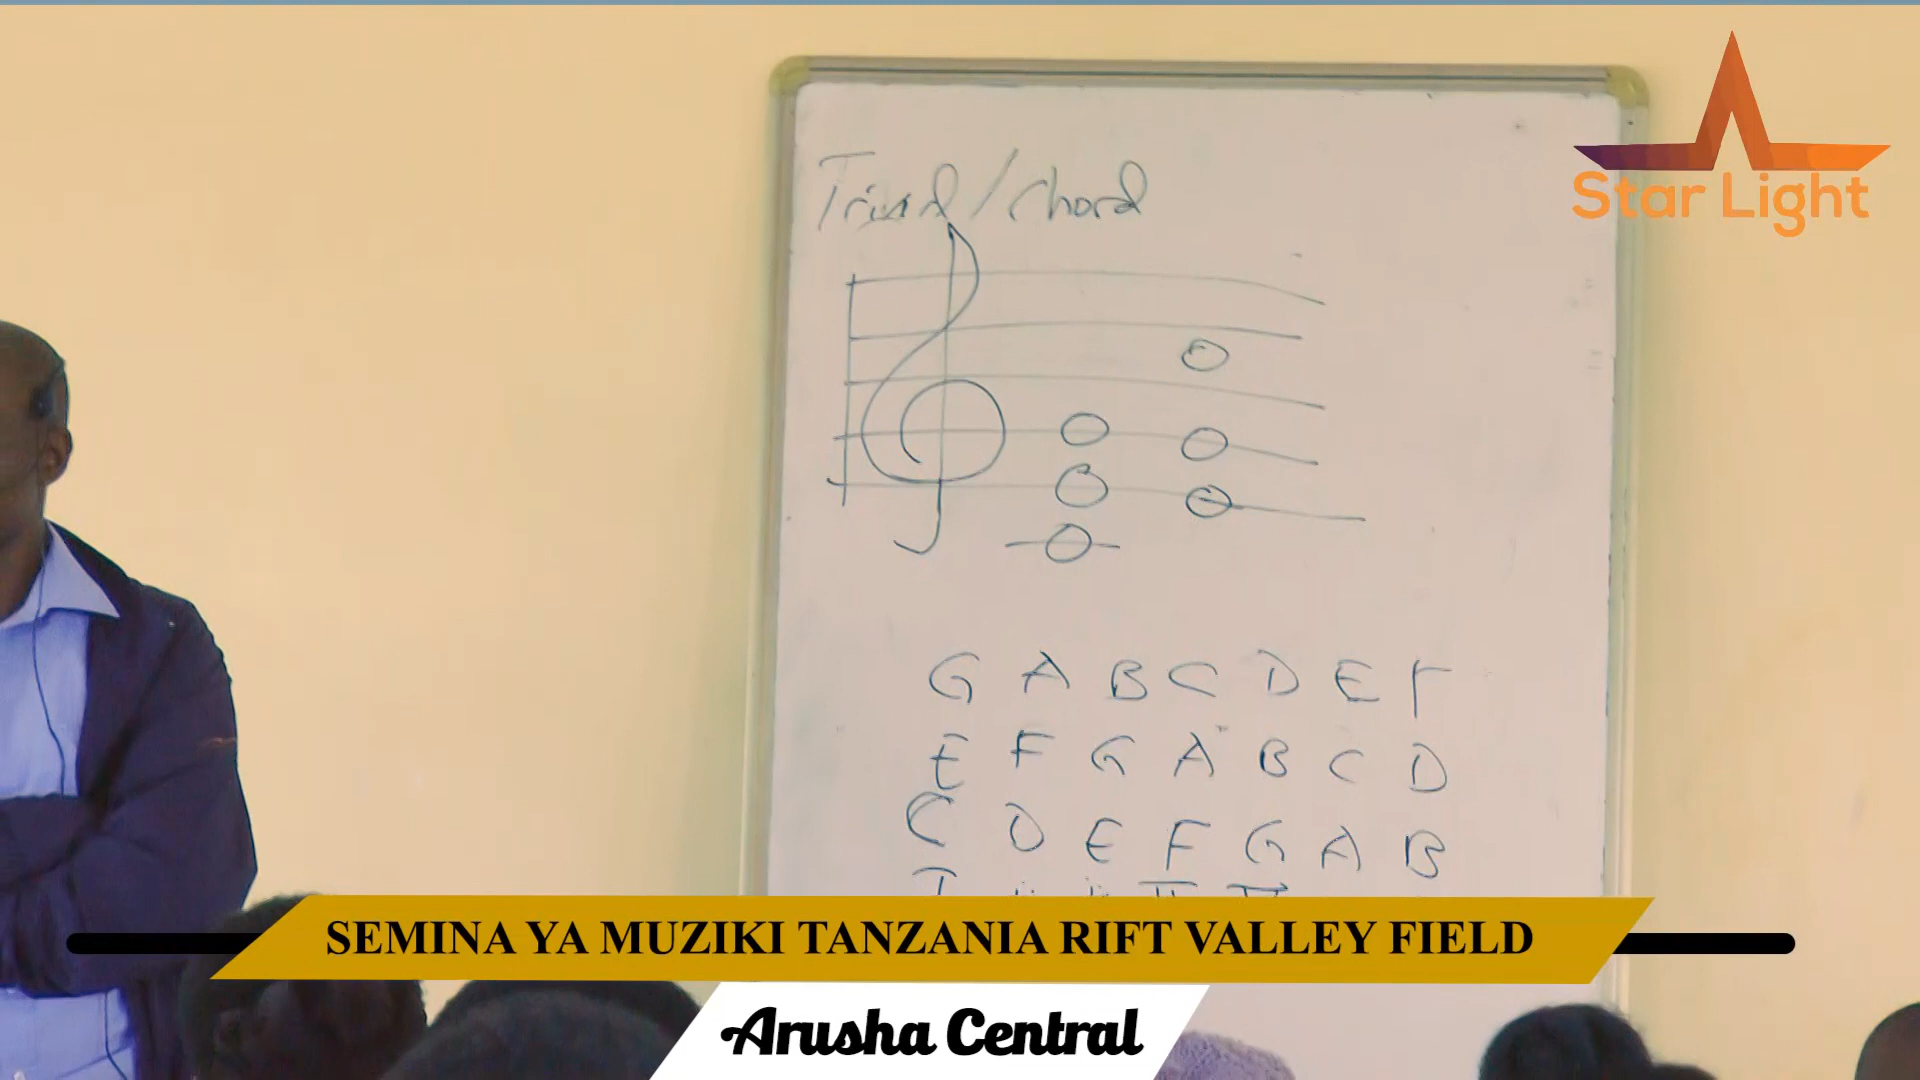 Star Light
Triad/chord
G A B C D E F
E F G A B C D
C D E F G A B
SEMINA YA MUZIKI TANZANIA RIFT VALLEY FIELD
Arusha Central